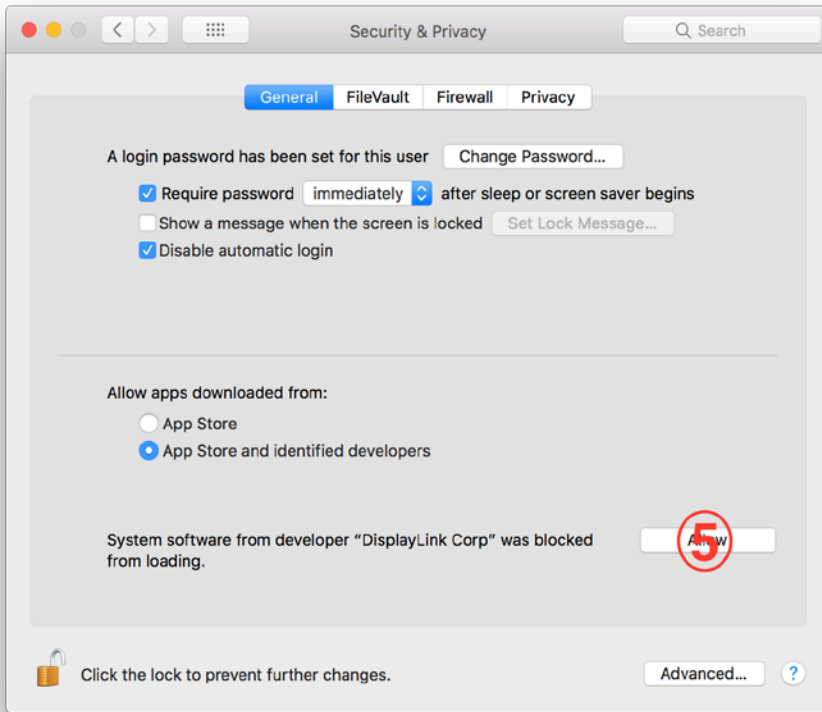 Security & Privacy
Search
General FileVault Firewall Privacy
A login password has been set for this user Change Password...
Require password immediately after sleep or screen saver begins
Show a message when the screen is locked Set Lock Message...
Disable automatic login
Allow apps downloaded from:
App Store
App Store and identified developers
System software from developer “DisplayLink Corp” was blocked
from loading.
Allow
5
Click the lock to prevent further changes.
Advanced... ?